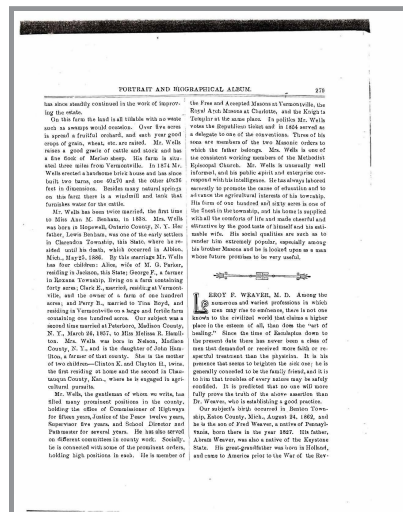 PORTRAIT AND BIOGRAPHICAL ALBUM. 279
has since steadily continued in the work of improving
the estate.
On this farm the land is all tillable with no waste
such as swamps would occasion. Over five acres
is spread a fruitful orchard, and each year good
crops of grain, wheat, etc. are raised. Mr. Wells
raises a good grade of cattle and stock and has
a fine flock of Merino sheep. His farm is situated
three miles from Vermontville. In 1874 Mr.
Wells erected a handsome brick house and has since
built two barns, one 40x70 and the other
feet in dimensions. Besides many natural springs
on this farm there is a windmill and tank that
furnishes water for the cattle.
Mr. Wells has been twice married, the first time
to Miss Ann M. Benham, in 1858. Mrs. Wells
was born in Hopewell, Ontario County, N. Y. Her
father, Lewis Benham, was one of the early settlers
in Clarendon Township, this State, where he resided
until his death, which occurred in Albion,
Mich., May 25, 1886. By this marriage Mr. Wells
has four children: Allen, wife of M. G. Parker,
residing in Jackson, this State; George F., a farmer
in Roxana Township, living on a farm containing
forty acres; Clark E., married, residing at Vermontville,
and the owner of a farm of one hundred
acres; and Perry B., married to Tina Boyd, and
residing in Vermontville on a large and fertile farm
containing one hundred acres. Our subject was a
second time married at Peterboro, Madison County,
N. Y., March 24, 1857, to Miss Melissa E. Hamilton.
Mrs. Wells was born in Nelson, Madison
County, N. Y., and is the daughter of John Hamilton,
a farmer of that county. She is the mother
of two children—Clinton K. and Clayton H., twins,
the first residing at home and the second in Chautauqua
County, Kan., where he is engaged in agricultural
pursuits.
Mr. Wells, the gentleman of whom we write, has
filled many prominent positions in the county,
holding the office of Commissioner of Highways
for fifteen years, Justice of the Peace twelve years,
Supervisor five years, and School Director and
Pathmaster for several years. He has also served
on different committees in county work. Socially,
he is connected with some of the prominent orders,
holding high positions in each. He is member of
the Free and Accepted Masons at Vermontville, the
Royal Arch Masons at Charlotte, and the Knights
Templar at the same place. In politics Mr. Wells
votes the Republican ticket and in 1854 served as
a delegate to one of the conventions. Three of his
sons are members of the two Masonic orders to
which the father belongs. Mrs. Wells is one of
the consistent working members of the Methodist
Episcopal Church. Mr. Wells is unusually well
informed, and his public spirit and enterprise correspond
with his intelligence. He has always labored
earnestly to promote the cause of education and to
advance the agricultural interests of his township.
His farm of one hundred and sixty acres is one of
the finest in the township, and his home is supplied
with all the comforts of life and made cheerful and
attractive by the good taste of himself and his estimable
wife. His social qualities are such as to
render him extremely popular, especially among
his brother Masons and he is looked upon as a man
whose future promises to be very useful.
LEROY F. WEAVER, M. D. Among the
numerous and varied professions in which
men may rise to eminence, there is not one
known to the civilized world that claims a higher
place in the esteem of all, than does the "art of
healing." Since the time of Esculapius down to
the present date there has never been a class of
men that demanded or received more faith or respectful
treatment than the physician. It is his
presence that seems to brighten the sick one; he is
generally conceded to be the family friend, and it is
to him that troubles of every nature may be safely
confided. It is predicted that no one will more
fully prove the truth of the above assertion than
Dr. Weaver, who is establishing a good practice.
Our subject's birth occurred in Benton Township,
Eaton County, Mich., August 24, 1862, and
he is the son of Fred Weaver, a native of Pennsylvania,
born there in the year 1827. His father,
Abram Weaver, was also a native of the Keystone
State. His great-grandfather was born in Holland,
and came to America prior to the War of the Rev-